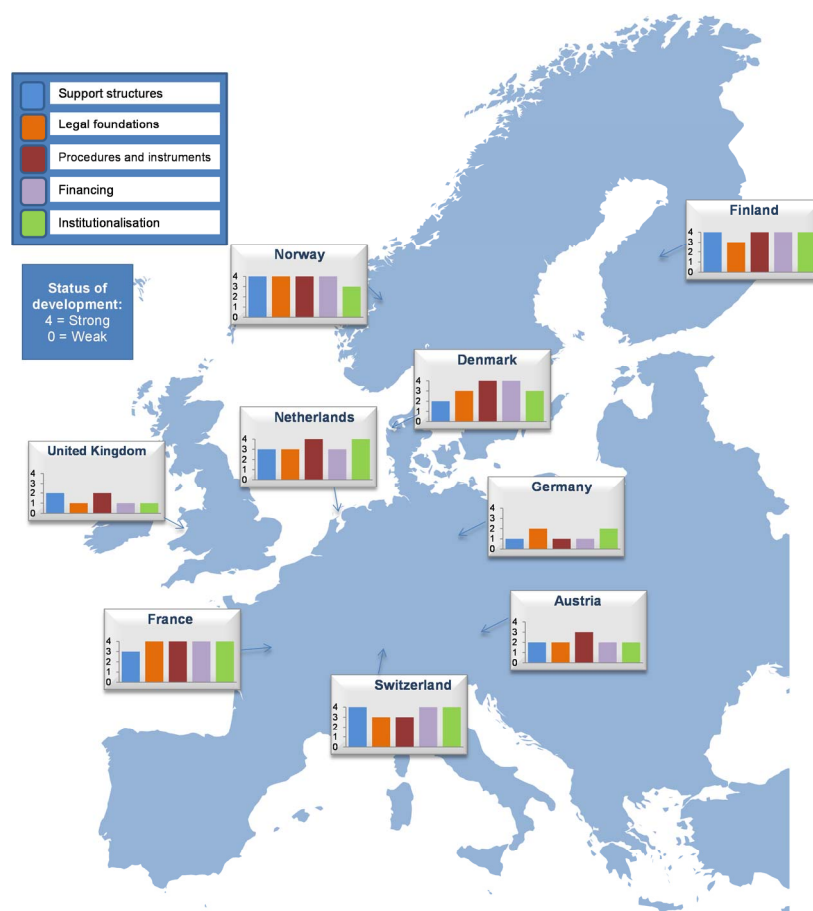 Support structures
Legal foundations
Procedures and instruments
Financing
Institutionalisation
Status of
development:
4 = Strong
0 = Weak
Finland
4
3
2
1
0
Norway
4
3
2
1
0
Denmark
4
3
2
1
0
Netherlands
4
3
2
1
0
United Kingdom
4
3
2
1
0
Germany
4
3
2
1
0
Austria
4
3
2
1
0
France
4
3
2
1
0
Switzerland
4
3
2
1
0